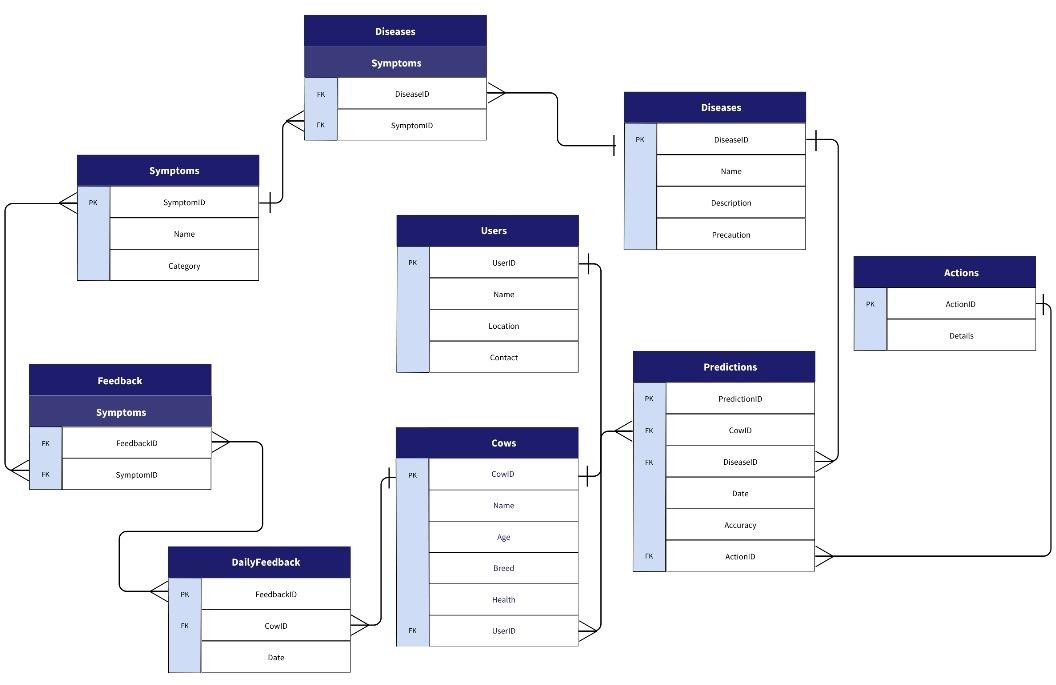 Diseases
Symptoms
FK DiseaseID
FK SymptomID
Diseases
PK DiseaseID
Name
Description
Precaution
Symptoms
PK SymptomID
Name
Category
Users
PK UserID
Name
Location
Contact
Actions
PK ActionID
Details
Feedback
Symptoms
FK FeedbackID
FK SymptomID
Predictions
PK PredictionID
FK CowID
FK DiseaseID
Date
Accuracy
FK ActionID
Cows
PK CowID
Name
Age
Breed
Health
FK UserID
DailyFeedback
PK FeedbackID
FK CowID
Date